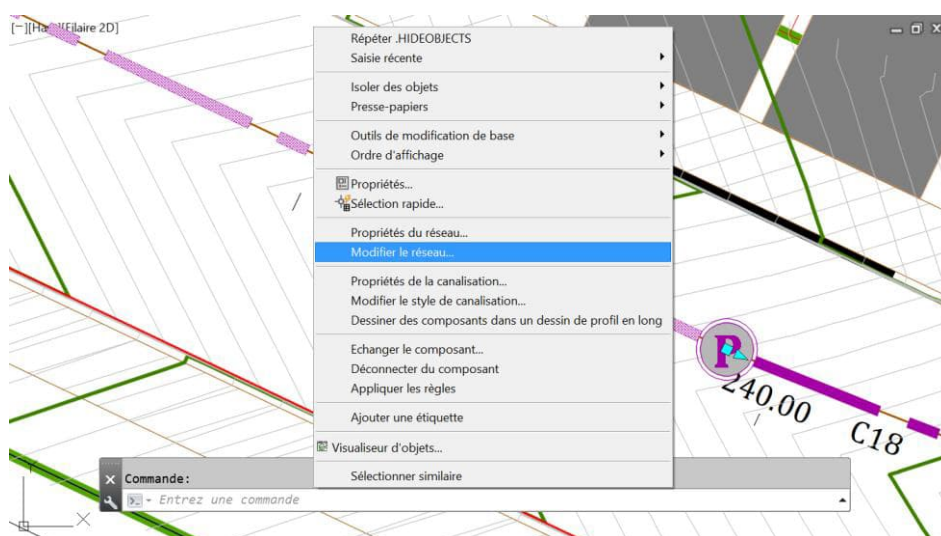 [−][Ha
Filaire 2D]
Répéter .HIDEOBJECTS
Saisie récente
Isoler des objets
Presse-papiers
Outils de modification de base
Ordre d'affichage
Propriétés...
Sélection rapide...
Propriétés du réseau...
Modifier le réseau...
Propriétés de la canalisation...
Modifier le style de canalisation...
Dessiner des composants dans un dessin de profil en long
Echanger le composant...
Déconnecter du composant
Appliquer les règles
Ajouter une étiquette
Visualiseur d'objets...
Sélectionner similaire
P
240.00
C18
Commande:
Entrez une commande
Y
X